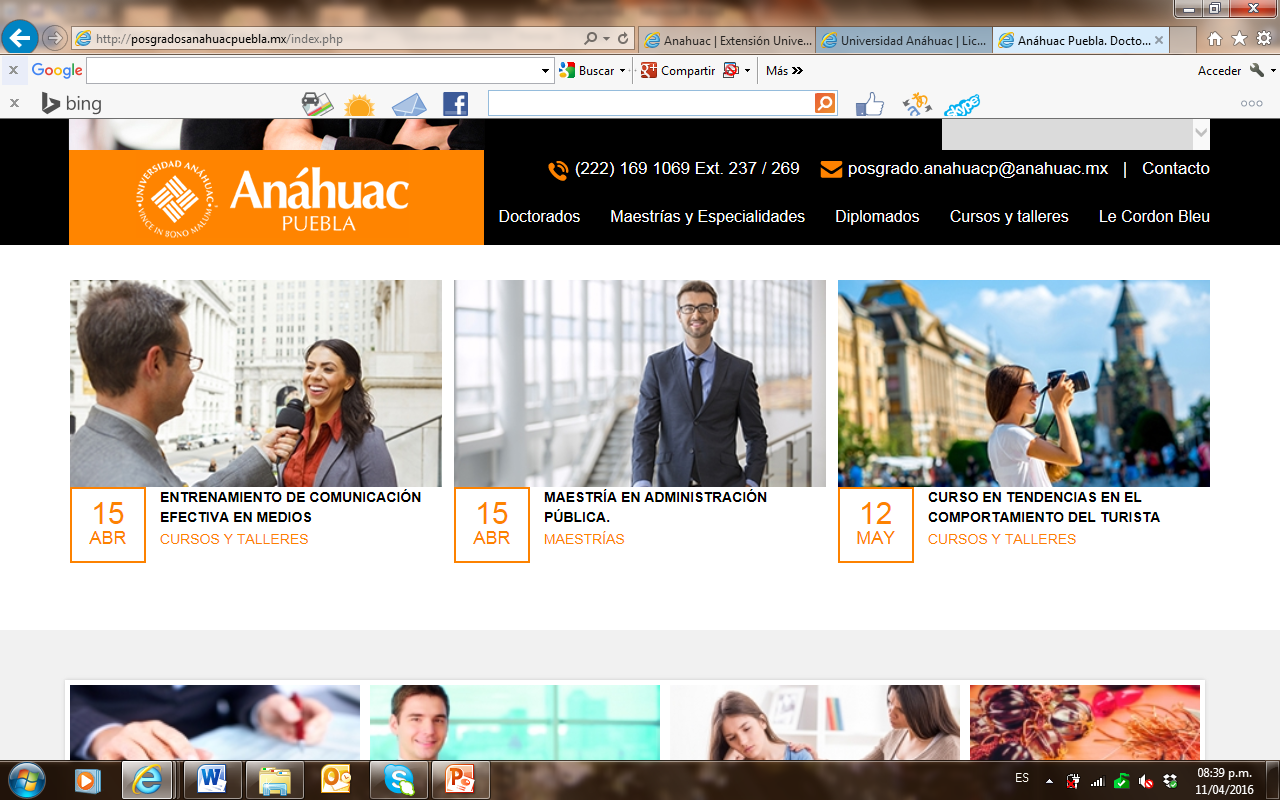 http://posgradosanahuacpuebla.mx/index.php
Anahuac | Extensión Unive...
Universidad Anáhuac | Lic...
Anáhuac Puebla. Docto...
x Google
Buscar
Compartir
Más
Acceder
x bing
skype
UNIVERSIDAD ANÁHUAC
VINCE IN BONO MALUM
Anáhuac
PUEBLA
(222) 169 1069 Ext. 237 / 269
posgrado.anahuacp@anahuac.mx | Contacto
Doctorados Maestrías y Especialidades Diplomados Cursos y talleres Le Cordon Bleu
15
ABR
ENTRENAMIENTO DE COMUNICACIÓN
EFECTIVA EN MEDIOS
CURSOS Y TALLERES
15
ABR
MAESTRÍA EN ADMINISTRACIÓN
PÚBLICA.
MAESTRÍAS
12
MAY
CURSO EN TENDENCIAS EN EL
COMPORTAMIENTO DEL TURISTA
CURSOS Y TALLERES
ES
08:39 p.m.
11/04/2016